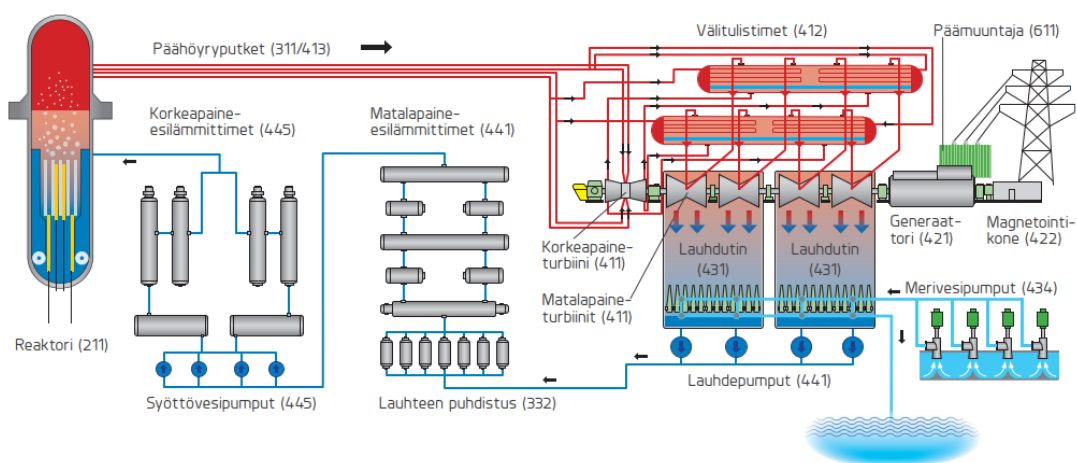 Päähöyryputket (311/413)
Välitulistimet (412)
Päämuuntaja (611)
Korkeapaine-
esilämmittimet (445)
Matalapaine-
esilämmittimet (441)
Korkeapaine-
turbiini (411)
Lauhdutin
(431)
Lauhdutin
(431)
Generaat-
tori (421)
Magnetointi-
kone (422)
Matalapaine-
turbiinit (411)
Merivesipumput (434)
Reaktori (211)
Syöttövesipumput (445)
Lauhteen puhdistus (332)
Lauhdepumput (441)